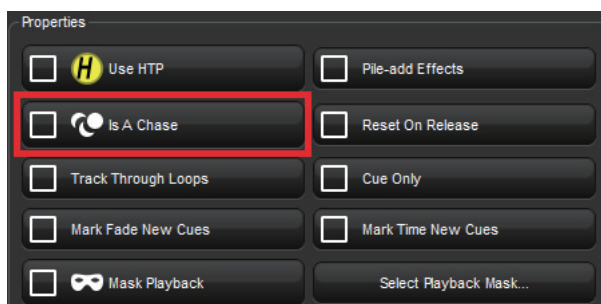 Properties
H Use HTP
Pile-add Effects
Is A Chase
Reset On Release
Track Through Loops
Cue Only
Mark Fade New Cues
Mark Time New Cues
Mask Playback
Select Playback Mask...